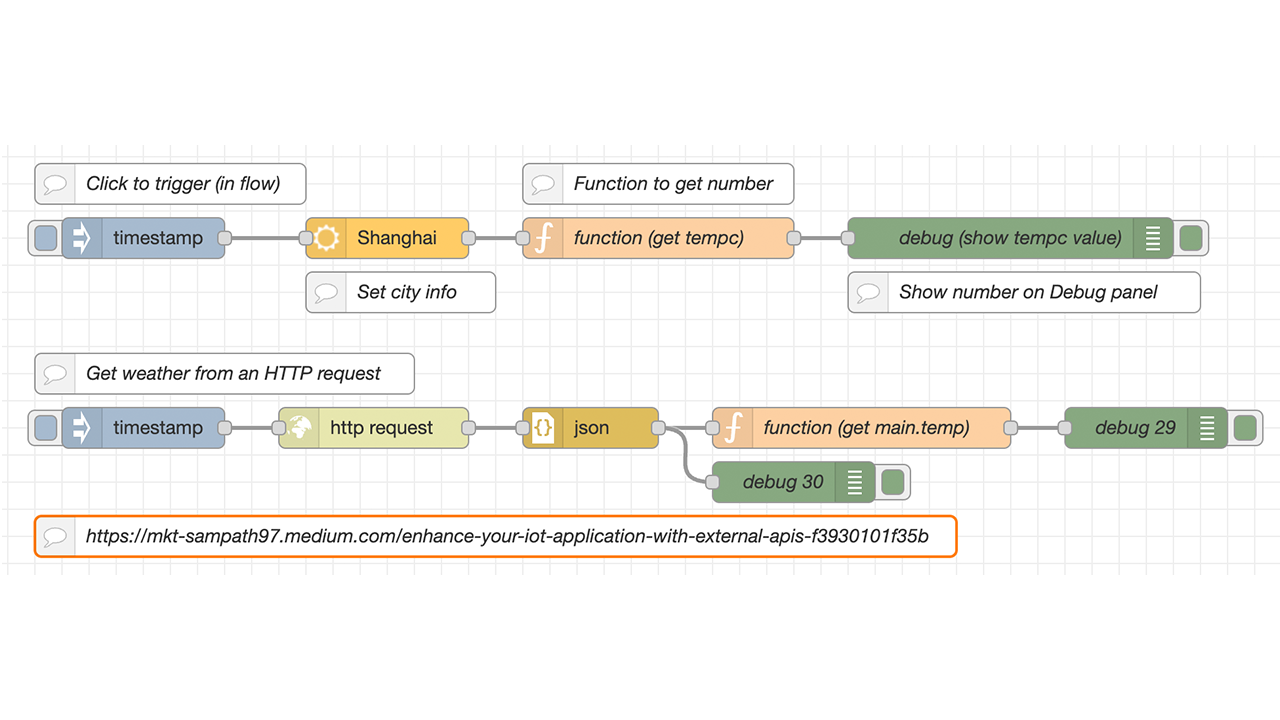 Click to trigger (in flow)
Function to get number
timestamp
Shanghai
function (get tempc)
debug (show tempc value)
Set city info
Show number on Debug panel
Get weather from an HTTP request
timestamp
http request
json
function (get main.temp)
debug 29
debug 30
https://mkt-sampath97.medium.com/enhance-your-iot-application-with-external-apis-f3930101f35b